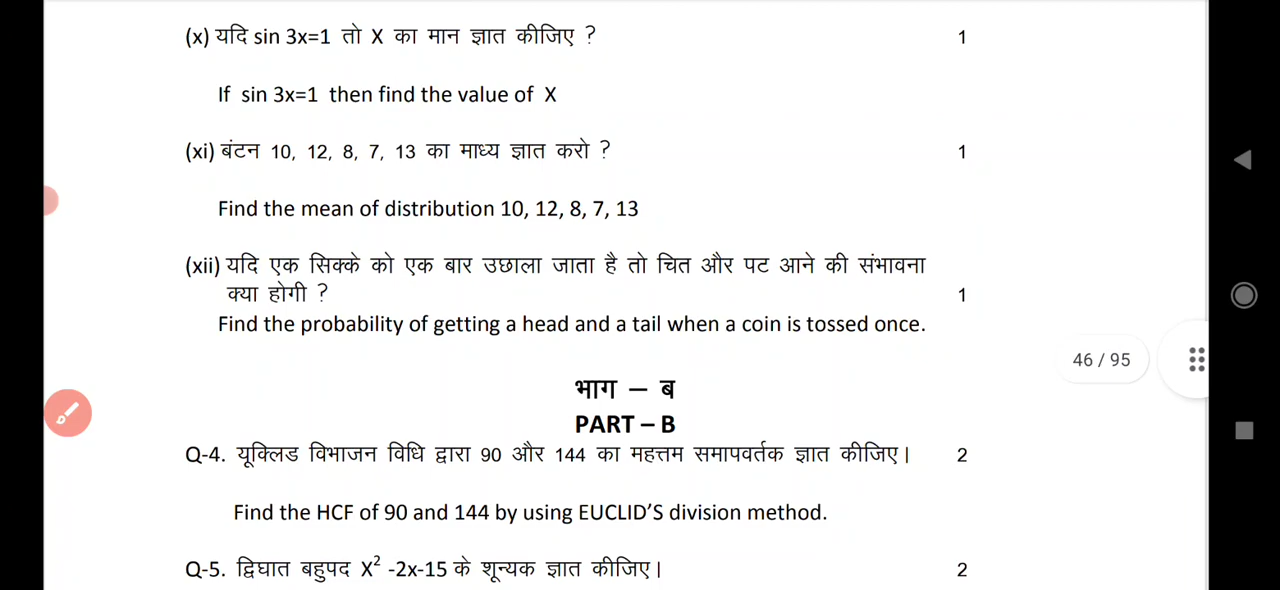 (x) यदि sin 3x=1 तो X का मान ज्ञात कीजिए ? 1
If sin 3x=1 then find the value of X
(xi) बंटन 10, 12, 8, 7, 13 का माध्य ज्ञात करो ? 1
Find the mean of distribution 10, 12, 8, 7, 13
(xii) यदि एक सिक्के को एक बार उछाला जाता है तो चित और पट आने की संभावना
क्या होगी ? 1
Find the probability of getting a head and a tail when a coin is tossed once.
46 / 95
भाग – ब
PART – B
Q-4. यूक्लिड विभाजन विधि द्वारा 90 और 144 का महत्तम समापवर्तक ज्ञात कीजिए। 2
Find the HCF of 90 and 144 by using EUCLID'S division method.
Q-5. द्विघात बहुपद X² -2x-15 के शून्यक ज्ञात कीजिए। 2